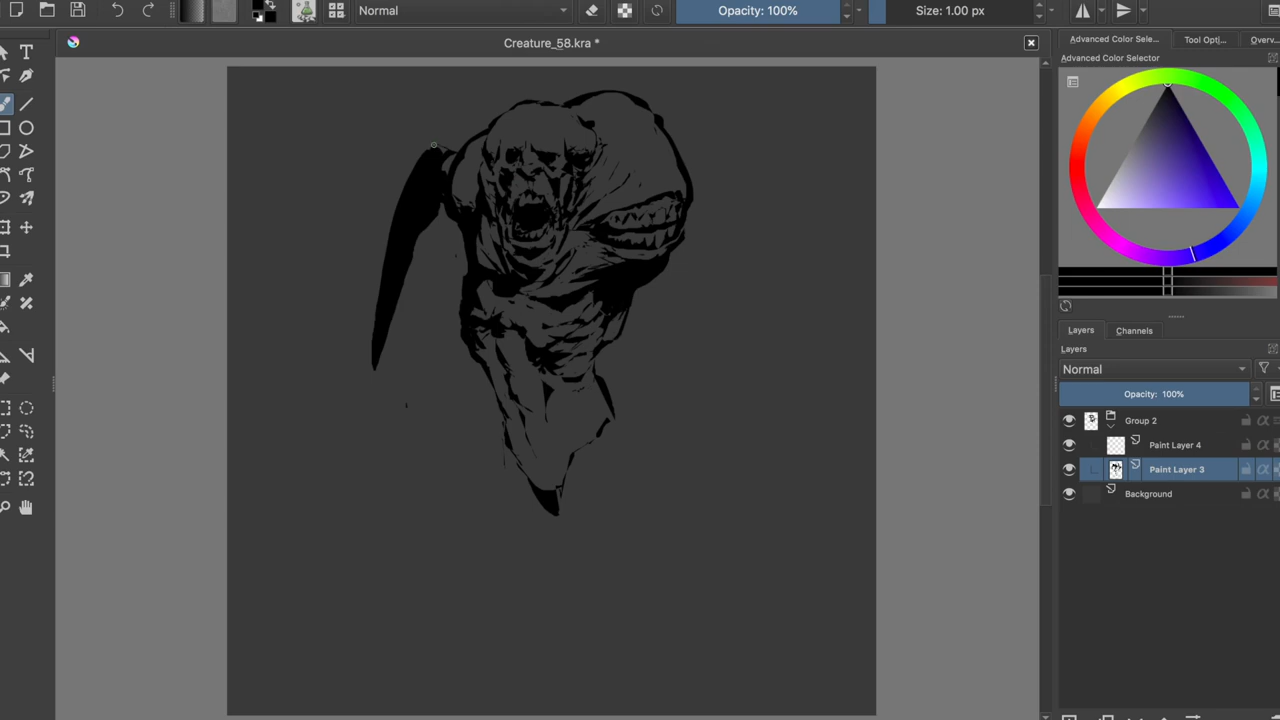 Normal
Opacity: 100%
Size: 1.00 px
Creature_58.kra *
Advanced Color Sele...
Tool Opti...
Overv...
Advanced Color Selector
Layers
Channels
Layers
Normal
Opacity: 100%
Group 2
Paint Layer 4
Paint Layer 3
Background